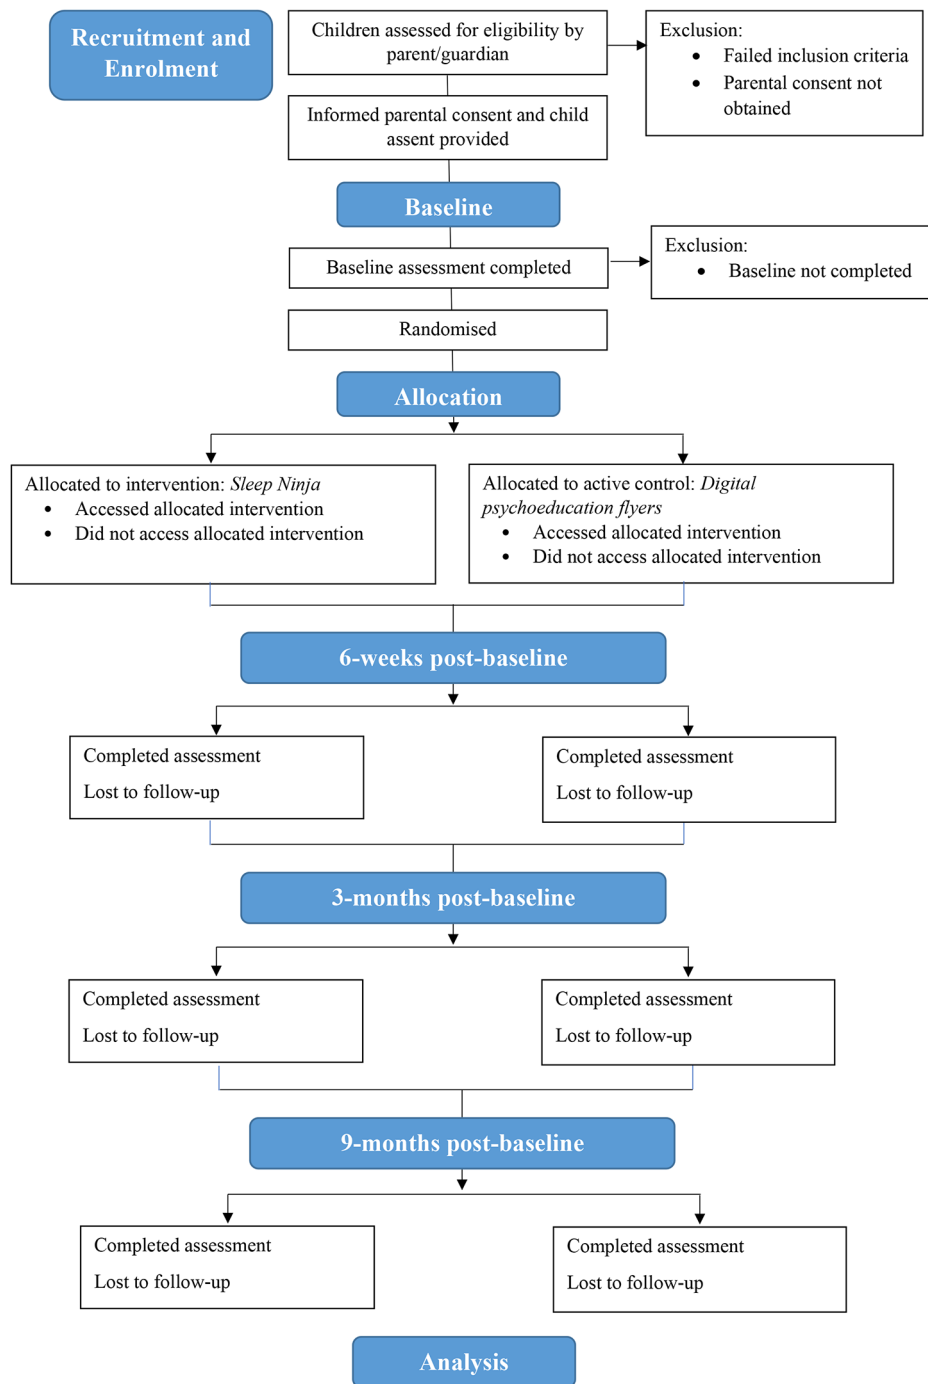 Recruitment and
Enrolment
Children assessed for eligibility by
parent/guardian
Exclusion:
• Failed inclusion criteria
• Parental consent not
obtained
Informed parental consent and child
assent provided
Baseline
Baseline assessment completed
Exclusion:
• Baseline not completed
Randomised
Allocation
Allocated to intervention: Sleep Ninja
• Accessed allocated intervention
• Did not access allocated intervention
Allocated to active control: Digital
psychoeducation flyers
• Accessed allocated intervention
• Did not access allocated intervention
6-weeks post-baseline
Completed assessment
Lost to follow-up
Completed assessment
Lost to follow-up
3-months post-baseline
Completed assessment
Lost to follow-up
Completed assessment
Lost to follow-up
9-months post-baseline
Completed assessment
Lost to follow-up
Completed assessment
Lost to follow-up
Analysis